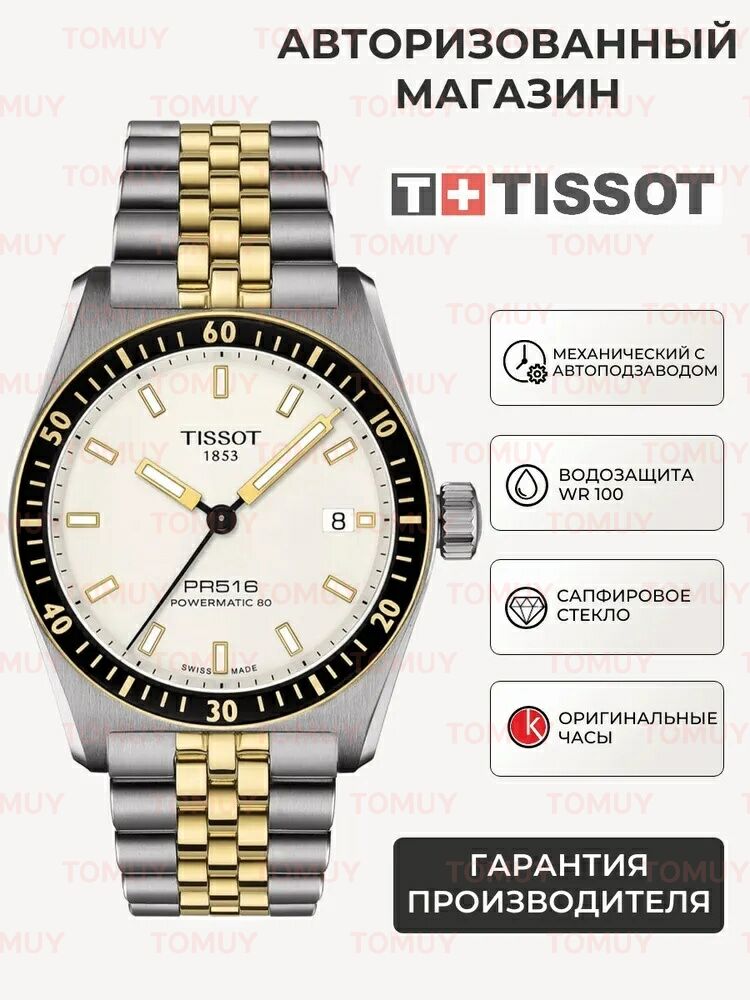 АВТОРИЗОВАННЫЙ
МАГАЗИН
T+TISSOT
60
50
10
TISSOT
1853
МЕХАНИЧЕСКИЙ С
АВТОПОДЗАВОДОМ
8
ВОДОЗАЩИТА
WR 100
PR516
POWERMATIC 80
40
20
САПФИРОВОЕ
СТЕКЛО
SWISS MADE
30
k
ОРИГИНАЛЬНЫЕ
ЧАСЫ
ГАРАНТИЯ
ПРОИЗВОДИТЕЛЯ
TOMUY